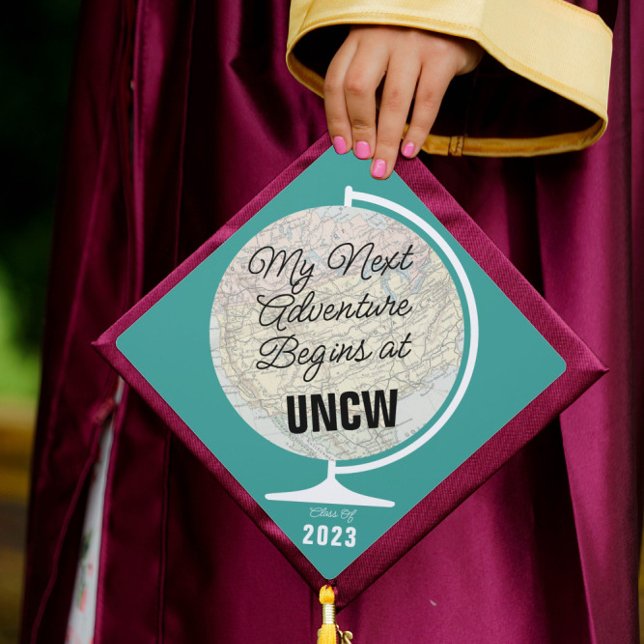 My Next
Adventure
Begins at
UNCW
Class Of
2023